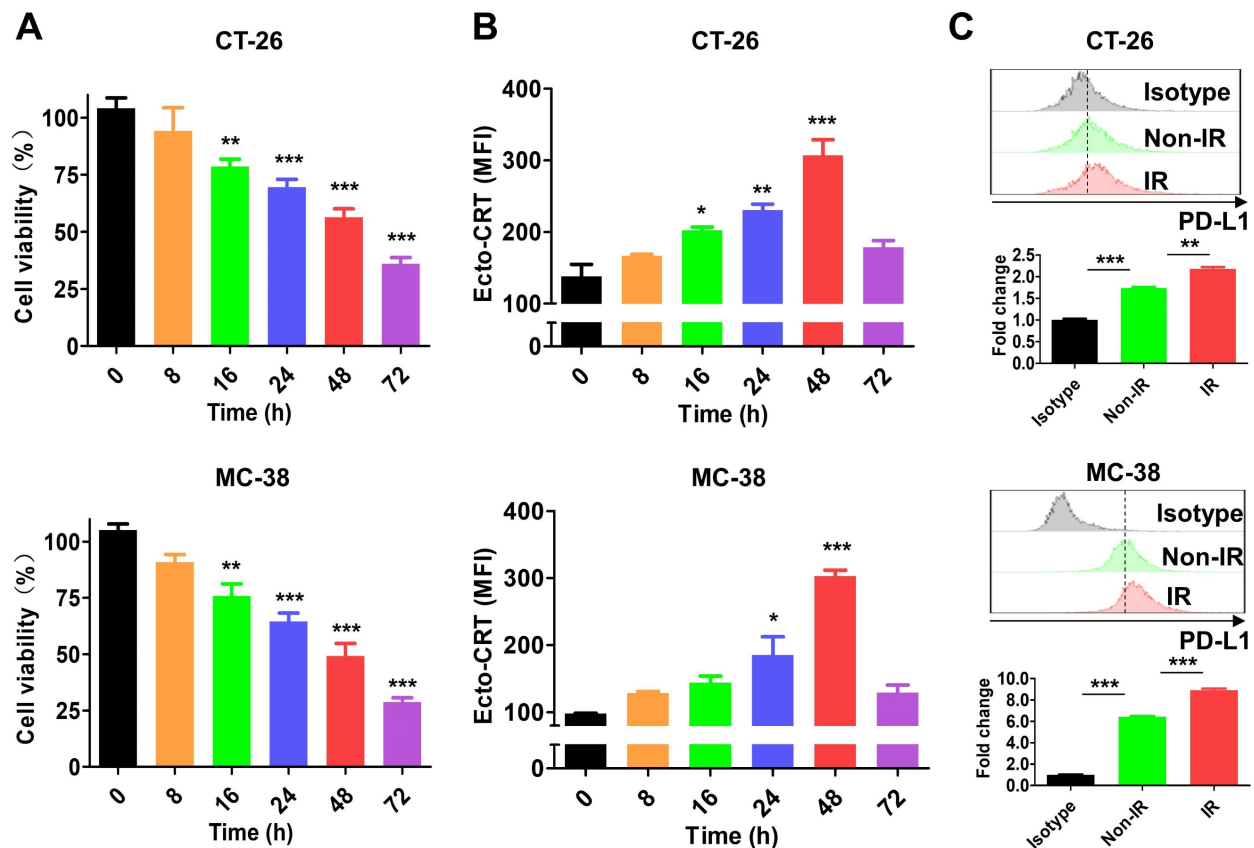 A
CT-26
Cell viability (%)
100
75
50
25
0
**
***
***
***
0 8 16 24 48 72
Time (h)
MC-38
Cell viability (%)
100
75
50
25
0
**
***
***
***
0 8 16 24 48 72
Time (h)
B
CT-26
Ecto-CRT (MFI)
400
300
200
100
0
*
**
***
0 8 16 24 48 72
Time (h)
MC-38
Ecto-CRT (MFI)
400
300
200
100
0
*
***
0 8 16 24 48 72
Time (h)
C
CT-26
Isotype
Non-IR
IR
PD-L1
Fold change
2.5
2.0
1.5
1.0
0.5
0.0
***
**
Isotype Non-IR IR
MC-38
Isotype
Non-IR
IR
PD-L1
Fold change
10.0
8.0
6.0
4.0
2.0
0.0
***
***
Isotype Non-IR IR